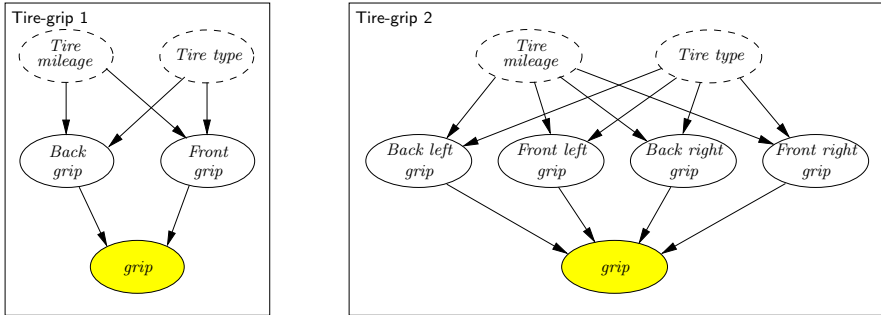 Tire-grip 1
Tire
mileage
Tire type
Back
grip
Front
grip
grip
Tire-grip 2
Tire
mileage
Tire type
Back left
grip
Front left
grip
Back right
grip
Front right
grip
grip